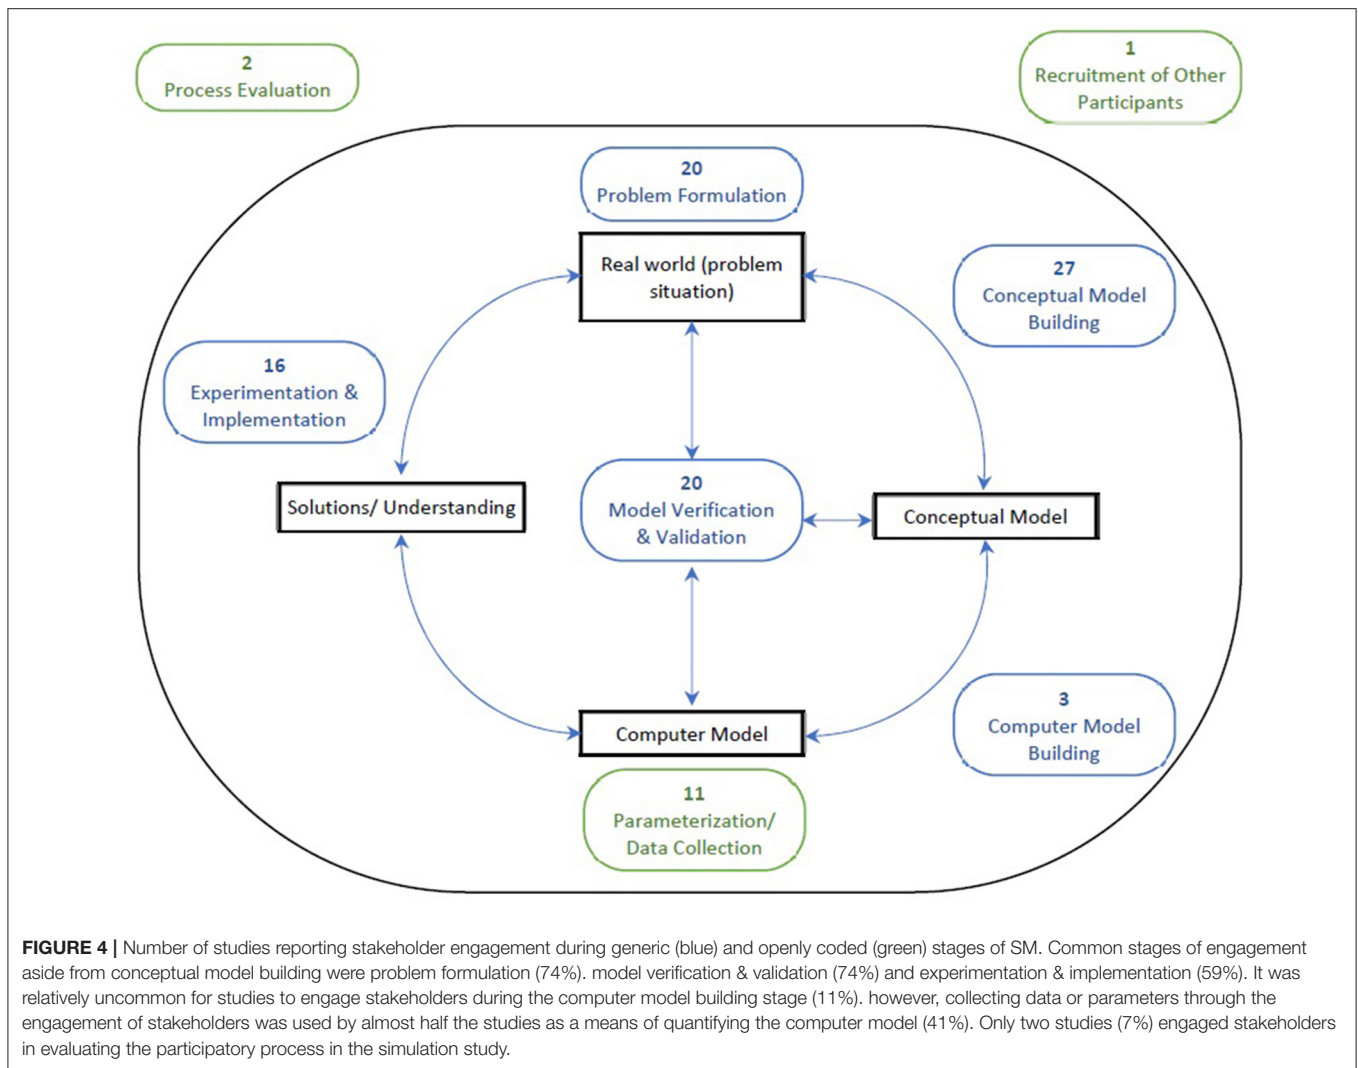 2
Process Evaluation
1
Recruitment of Other
Participants
20
Problem Formulation
Real world (problem
situation)
27
Conceptual Model
Building
16
Experimentation &
Implementation
Solutions/ Understanding
20
Model Verification
& Validation
Conceptual Model
3
Computer Model
Building
Computer Model
11
Parameterization/
Data Collection
FIGURE 4 | Number of studies reporting stakeholder engagement during generic (blue) and openly coded (green) stages of SM. Common stages of engagement
aside from conceptual model building were problem formulation (74%). model verification & validation (74%) and experimentation & implementation (59%). It was
relatively uncommon for studies to engage stakeholders during the computer model building stage (11%). however, collecting data or parameters through the
engagement of stakeholders was used by almost half the studies as a means of quantifying the computer model (41%). Only two studies (7%) engaged stakeholders
in evaluating the participatory process in the simulation study.